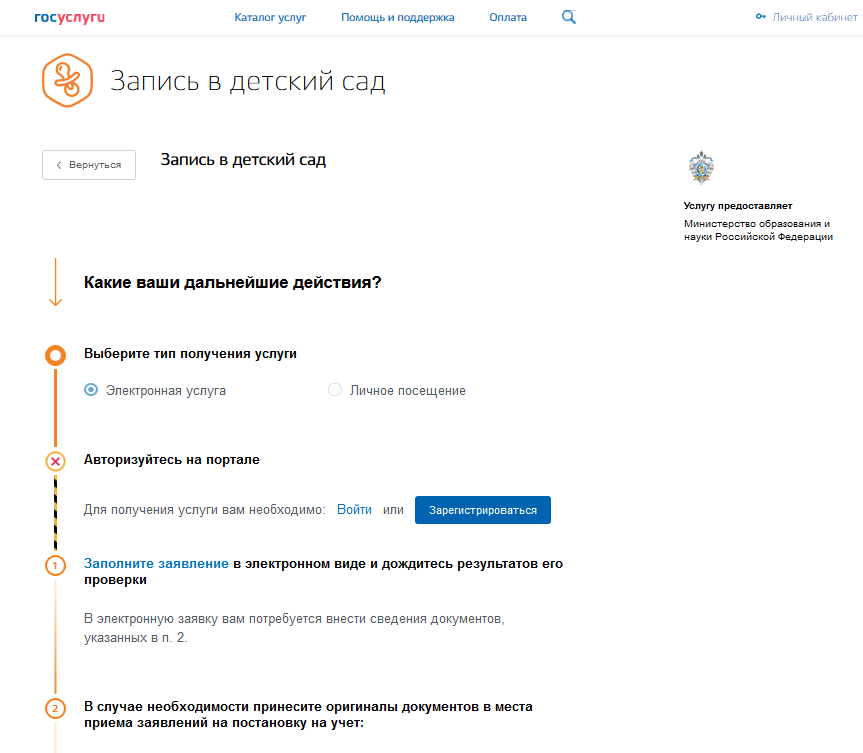 госуслуги
Каталог услуг
Помощь и поддержка
Оплата
Личный кабинет
Запись в детский сад
Вернуться
Запись в детский сад
Услугу предоставляет
Министерство образования и
науки Российской Федерации
Какие ваши дальнейшие действия?
Выберите тип получения услуги
Электронная услуга
Личное посещение
Авторизуйтесь на портале
Для получения услуги вам необходимо: Войти или Зарегистрироваться
1
Заполните заявление в электронном виде и дождитесь результатов его
проверки
В электронную заявку вам потребуется внести сведения документов,
указанных в п. 2.
2
В случае необходимости принесите оригиналы документов в места
приема заявлений на постановку на учет: